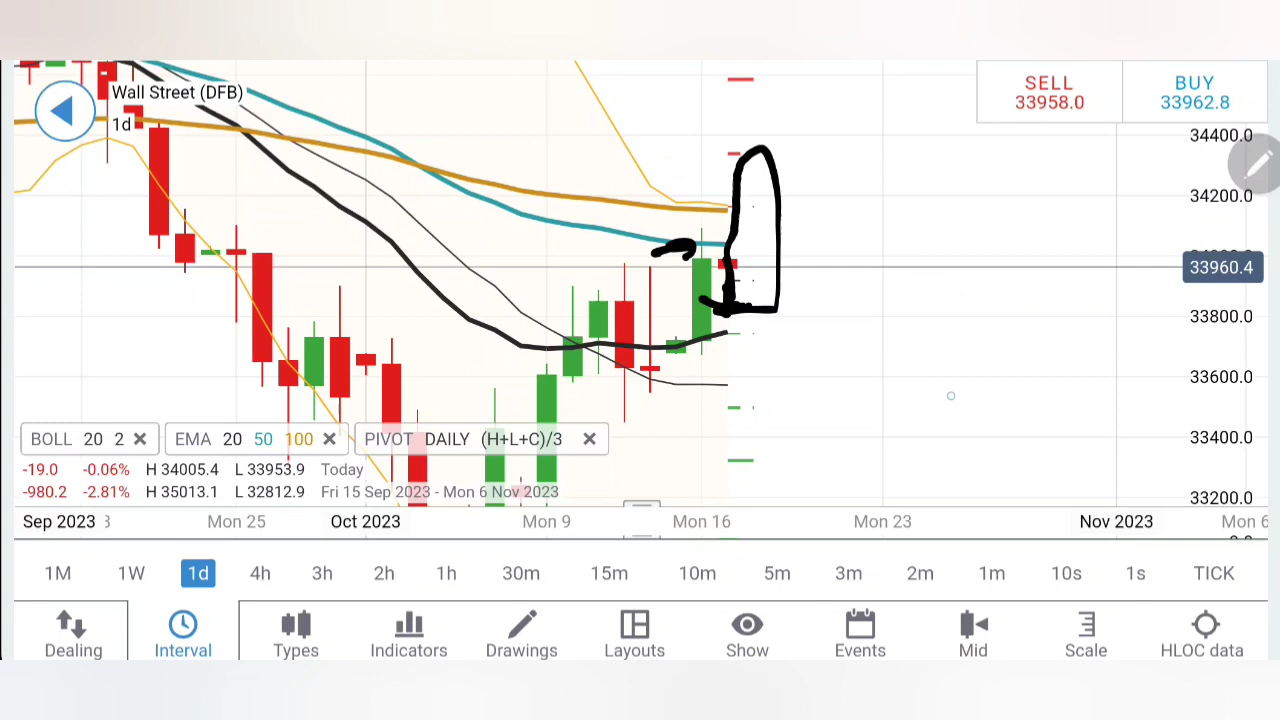 Wall Street (DFB)
1d
SELL
33958.0
BUY
33962.8
34400.0
34200.0
33960.4
33800.0
33600.0
33400.0
33200.0
BOLL 20 2
EMA 20 50 100
PIVOT DAILY (H+L+C)/3
-19.0 -0.06% H 34005.4 L 33953.9 Today
-980.2 -2.81% H 35013.1 L 32812.9 Fri 15 Sep 2023 - Mon 6 Nov 2023
Sep 2023 Mon 25 Oct 2023 Mon 9 Mon 16 Mon 23 Nov 2023 Mon 6
1M 1W 1d 4h 3h 2h 1h 30m 15m 10m 5m 3m 2m 1m 10s 1s TICK
Dealing Interval Types Indicators Drawings Layouts Show Events Mid Scale HLOC data